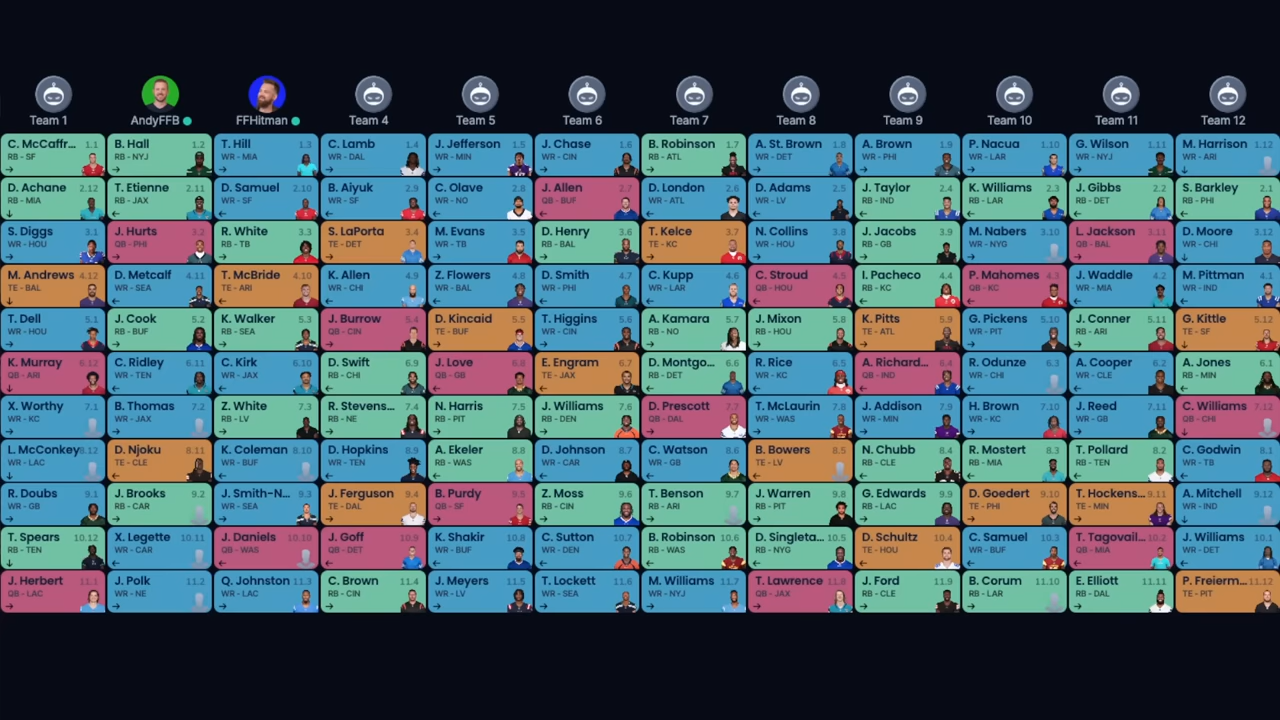 Team 1 AndyFFB FFHitman Team 4 Team 5 Team 6 Team 7 Team 8 Team 9 Team 10 Team 11 Team 12
C. McCaffr... 1.1 B. Hall 1.2 T. Hill 1.3 C. Lamb 1.4 J. Jefferson 1.5 J. Chase 1.6 B. Robinson 1.7 A. St. Brown 1.8 A. Brown 1.9 P. Nacua 1.10 G. Wilson 1.11 M. Harrison 1.12
RB - SF RB - NYJ WR - MIA WR - DAL WR - MIN WR - CIN RB - ATL WR - DET WR - PHI WR - LAR WR - NYJ WR - ARI
D. Achane 2.12 T. Etienne 2.11 D. Samuel 2.10 B. Aiyuk 2.9 C. Olave 2.8 J. Allen 2.7 D. London 2.6 D. Adams 2.5 J. Taylor 2.4 K. Williams 2.3 J. Gibbs 2.2 S. Barkley 2.1
RB - MIA RB - JAX WR - SF WR - SF WR - NO QB - BUF WR - ATL WR - LV RB - IND RB - LAR RB - DET RB - PHI
S. Diggs 3.1 J. Hurts 3.2 R. White 3.3 S. LaPorta 3.4 M. Evans 3.5 D. Henry 3.6 T. Kelce 3.7 N. Collins 3.8 J. Jacobs 3.9 M. Nabers 3.10 L. Jackson 3.11 D. Moore 3.12
WR - HOU QB - PHI RB - TB TE - DET WR - TB RB - BAL TE - KC WR - HOU RB - GB WR - NYG QB - BAL WR - CHI
M. Andrews 4.12 D. Metcalf 4.11 T. McBride 4.10 K. Allen 4.9 Z. Flowers 4.8 D. Smith 4.7 C. Kupp 4.6 C. Stroud 4.5 I. Pacheco 4.4 P. Mahomes 4.3 J. Waddle 4.2 M. Pittman 4.1
TE - BAL WR - SEA TE - ARI WR - CHI WR - BAL WR - PHI WR - LAR QB - HOU RB - KC QB - KC WR - MIA WR - IND
T. Dell 5.1 J. Cook 5.2 K. Walker 5.3 J. Burrow 5.4 D. Kincaid 5.5 T. Higgins 5.6 A. Kamara 5.7 J. Mixon 5.8 K. Pitts 5.9 G. Pickens 5.10 J. Conner 5.11 G. Kittle 5.12
WR - HOU RB - BUF RB - SEA QB - CIN TE - BUF WR - CIN RB - NO RB - HOU TE - ATL WR - PIT RB - ARI TE - SF
K. Murray 6.12 C. Ridley 6.11 C. Kirk 6.10 D. Swift 6.9 J. Love 6.8 E. Engram 6.7 D. Montgo... 6.6 R. Rice 6.5 A. Richard... 6.4 R. Odunze 6.3 A. Cooper 6.2 A. Jones 6.1
QB - ARI WR - TEN WR - JAX RB - CHI QB - GB TE - JAX RB - DET WR - KC QB - IND WR - CHI WR - CLE RB - MIN
X. Worthy 7.1 B. Thomas 7.2 Z. White 7.3 R. Stevens... 7.4 N. Harris 7.5 J. Williams 7.6 D. Prescott 7.7 T. McLaurin 7.8 J. Addison 7.9 H. Brown 7.10 J. Reed 7.11 C. Williams 7.12
WR - KC WR - JAX RB - LV RB - NE RB - PIT RB - DEN QB - DAL WR - WAS WR - MIN WR - KC WR - GB QB - CHI
L. McConkey 8.12 D. Njoku 8.11 K. Coleman 8.10 D. Hopkins 8.9 A. Ekeler 8.8 D. Johnson 8.7 C. Watson 8.6 B. Bowers 8.5 N. Chubb 8.4 R. Mostert 8.3 T. Pollard 8.2 C. Godwin 8.1
WR - LAC TE - CLE WR - BUF WR - TEN RB - WAS WR - CAR WR - GB TE - LV RB - CLE RB - MIA RB - TEN WR - TB
R. Doubs 9.1 J. Brooks 9.2 J. Smith-N... 9.3 J. Ferguson 9.4 B. Purdy 9.5 Z. Moss 9.6 T. Benson 9.7 J. Warren 9.8 G. Edwards 9.9 D. Goedert 9.10 T. Hockens... 9.11 A. Mitchell 9.12
WR - GB RB - CAR WR - SEA TE - DAL QB - SF RB - CIN RB - ARI RB - PIT RB - LAC TE - PHI TE - MIN WR - IND
T. Spears 10.12 X. Legette 10.11 J. Daniels 10.10 J. Goff 10.9 K. Shakir 10.8 C. Sutton 10.7 B. Robinson 10.6 D. Singleta... 10.5 D. Schultz 10.4 C. Samuel 10.3 T. Tagovail... 10.2 J. Williams 10.1
RB - TEN WR - CAR QB - WAS QB - DET WR - BUF WR - DEN RB - WAS RB - NYG TE - HOU WR - BUF QB - MIA WR - DET
J. Herbert 11.1 J. Polk 11.2 Q. Johnston 11.3 C. Brown 11.4 J. Meyers 11.5 T. Lockett 11.6 M. Williams 11.7 T. Lawrence 11.8 J. Ford 11.9 B. Corum 11.10 E. Elliott 11.11 P. Freierm... 11.12
QB - LAC WR - NE WR - LAC RB - CIN WR - LV WR - SEA WR - NYJ QB - JAX RB - CLE RB - LAR RB - DAL TE - PIT